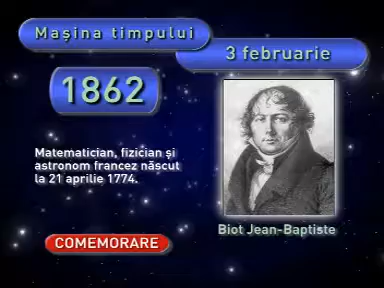 Mașina timpului
3 februarie
1862
Matematician, fizician și
astronom francez născut
la 21 aprilie 1774.
Biot Jean-Baptiste
COMEMORARE